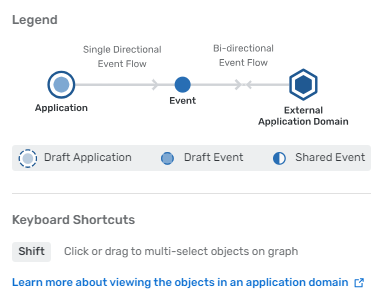 Legend
Single Directional
Event Flow
Bi-directional
Event Flow
Application
Event
External
Application Domain
Draft Application
Draft Event
Shared Event
Keyboard Shortcuts
Shift Click or drag to multi-select objects on graph
Learn more about viewing the objects in an application domain